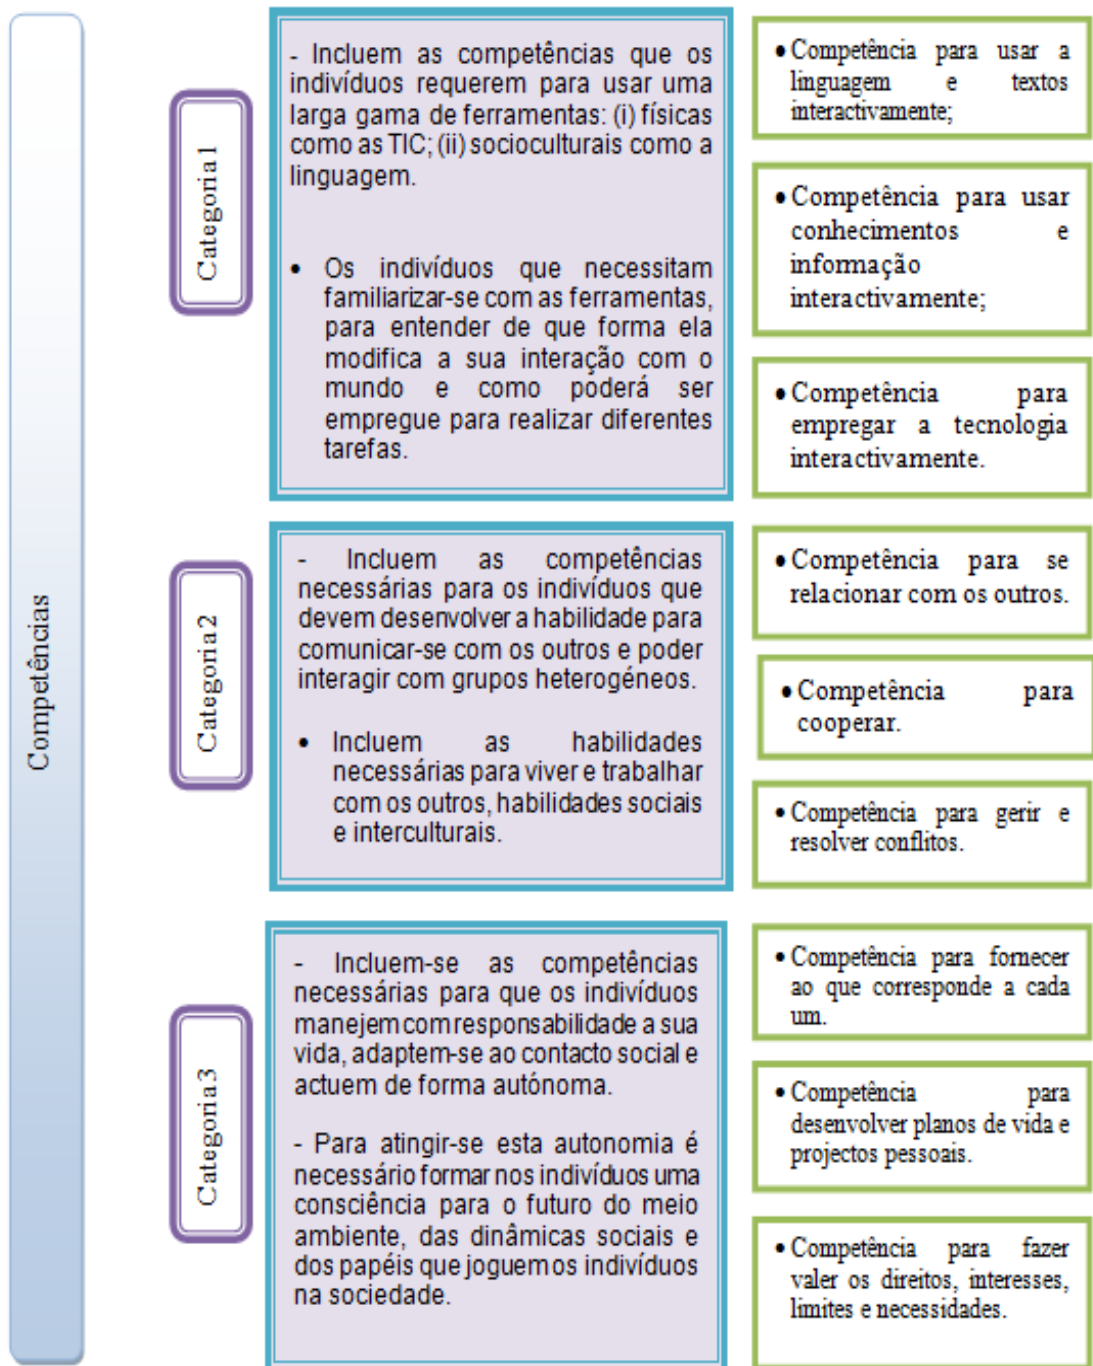 Competências
Categoria 1
- Incluem as competências que os
indivíduos requerem para usar uma
larga gama de ferramentas: (i) físicas
como as TIC; (ii) socioculturais como a
linguagem.
• Os indivíduos que necessitam
familiarizar-se com as ferramentas,
para entender de que forma ela
modifica a sua interação com o
mundo e como poderá ser
empregue para realizar diferentes
tarefas.
• Competência para usar a
linguagem e textos
interactivamente;
• Competência para usar
conhecimentos e
informação
interactivamente;
• Competência para
empregar a tecnologia
interactivamente.
Categoria 2
- Incluem as competências
necessárias para os indivíduos que
devem desenvolver a habilidade para
comunicar-se com os outros e poder
interagir com grupos heterogéneos.
• Incluem as habilidades
necessárias para viver e trabalhar
com os outros, habilidades sociais
e interculturais.
• Competência para se
relacionar com os outros.
• Competência para
cooperar.
• Competência para gerir e
resolver conflitos.
Categoria 3
- Incluem-se as competências
necessárias para que os indivíduos
manejem com responsabilidade a sua
vida, adaptem-se ao contacto social e
actuem de forma autónoma.
- Para atingir-se esta autonomia é
necessário formar nos indivíduos uma
consciência para o futuro do meio
ambiente, das dinâmicas sociais e
dos papéis que joguem os indivíduos
na sociedade.
• Competência para fornecer
ao que corresponde a cada
um.
• Competência para
desenvolver planos de vida e
projectos pessoais.
• Competência para fazer
valer os direitos, interesses,
limites e necessidades.